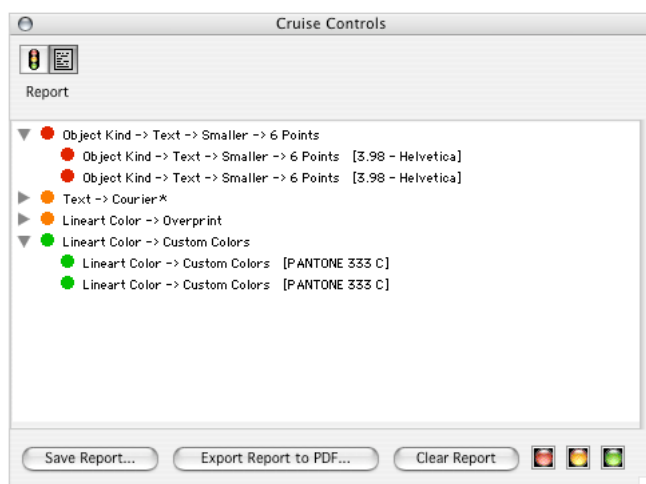 Cruise Controls
Report
Object Kind -> Text -> Smaller -> 6 Points
Object Kind -> Text -> Smaller -> 6 Points [3.98 - Helvetica]
Object Kind -> Text -> Smaller -> 6 Points [3.98 - Helvetica]
Text -> Courier*
Lineart Color -> Overprint
Lineart Color -> Custom Colors
Lineart Color -> Custom Colors [PANTONE 333 C]
Lineart Color -> Custom Colors [PANTONE 333 C]
Save Report... Export Report to PDF... Clear Report